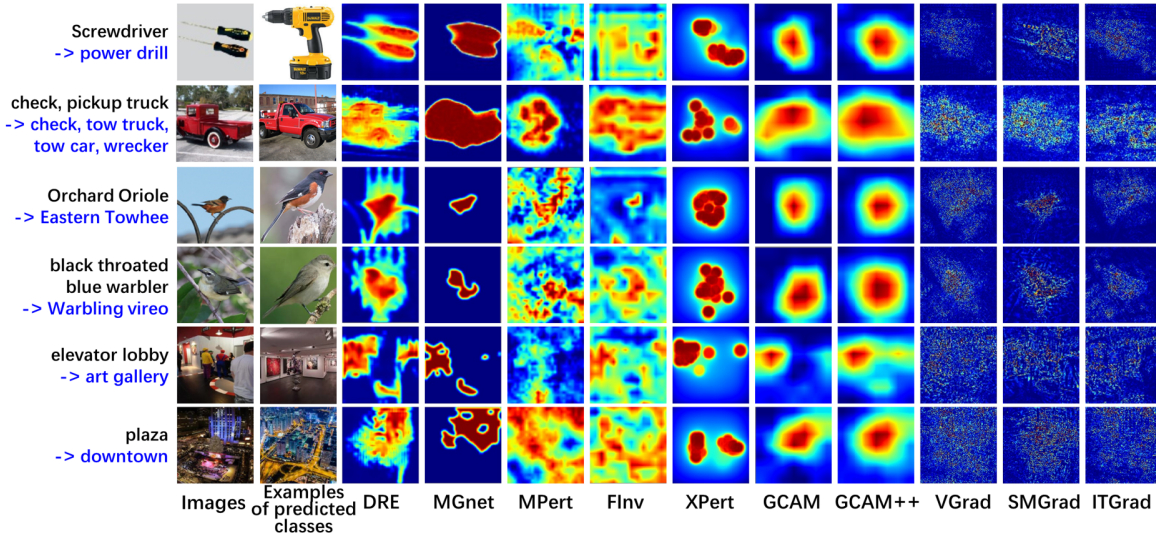 Screwdriver
-> power drill
check, pickup truck
-> check, tow truck,
tow car, wrecker
Orchard Oriole
-> Eastern Towhee
black throated
blue warbler
-> Warbling vireo
elevator lobby
-> art gallery
plaza
-> downtown
Images
Examples
of predicted
classes
DRE
MGnet
MPert
FInv
XPert
GCAM
GCAM++
VGrad
SMGrad
ITGrad